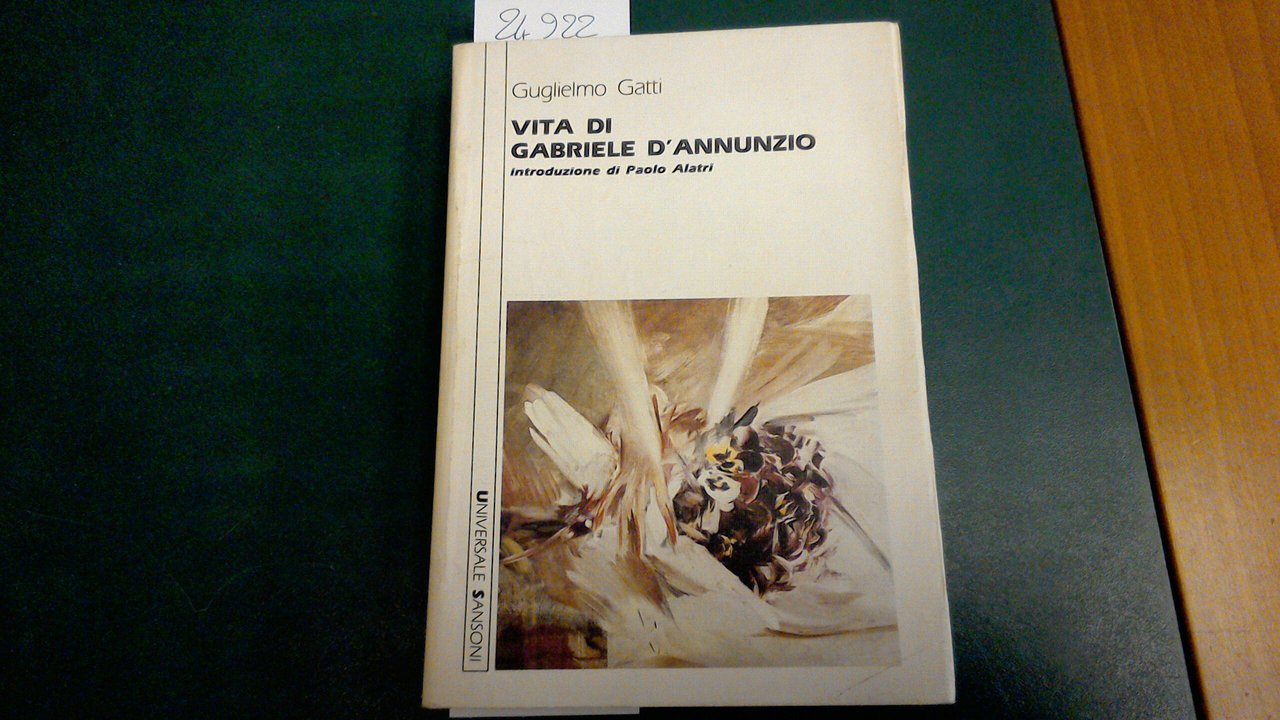 24922
Guglielmo Gatti
VITA DI
GABRIELE D'ANNUNZIO
introduzione di Paolo Alatri
UNIVERSALE SANSONI